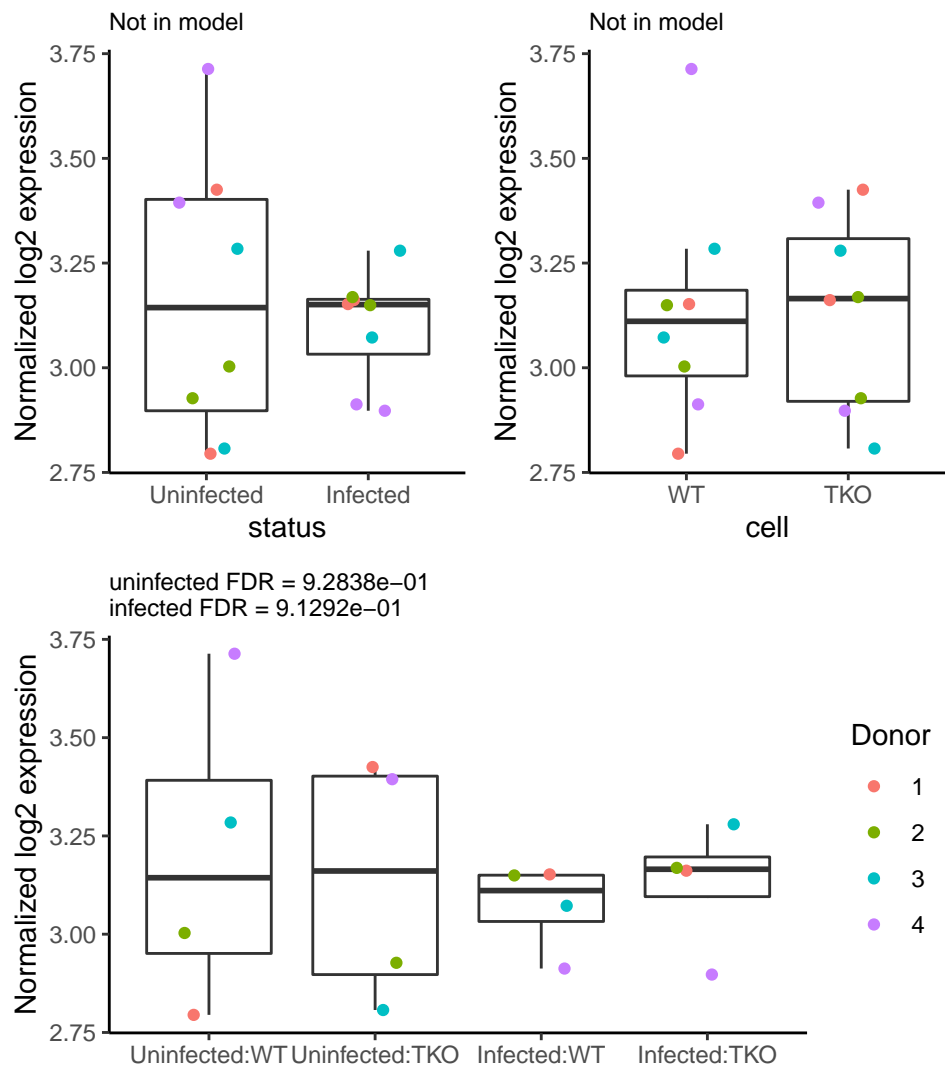 Not in model
Normalized log2 expression
3.75
3.50
3.25
3.00
2.75
Uninfected Infected
status
Not in model
Normalized log2 expression
3.75
3.50
3.25
3.00
2.75
WT TKO
cell
uninfected FDR = 9.2838e−01
infected FDR = 9.1292e−01
Normalized log2 expression
3.75
3.50
3.25
3.00
2.75
Uninfected:WT Uninfected:TKO Infected:WT Infected:TKO
Donor
1
2
3
4